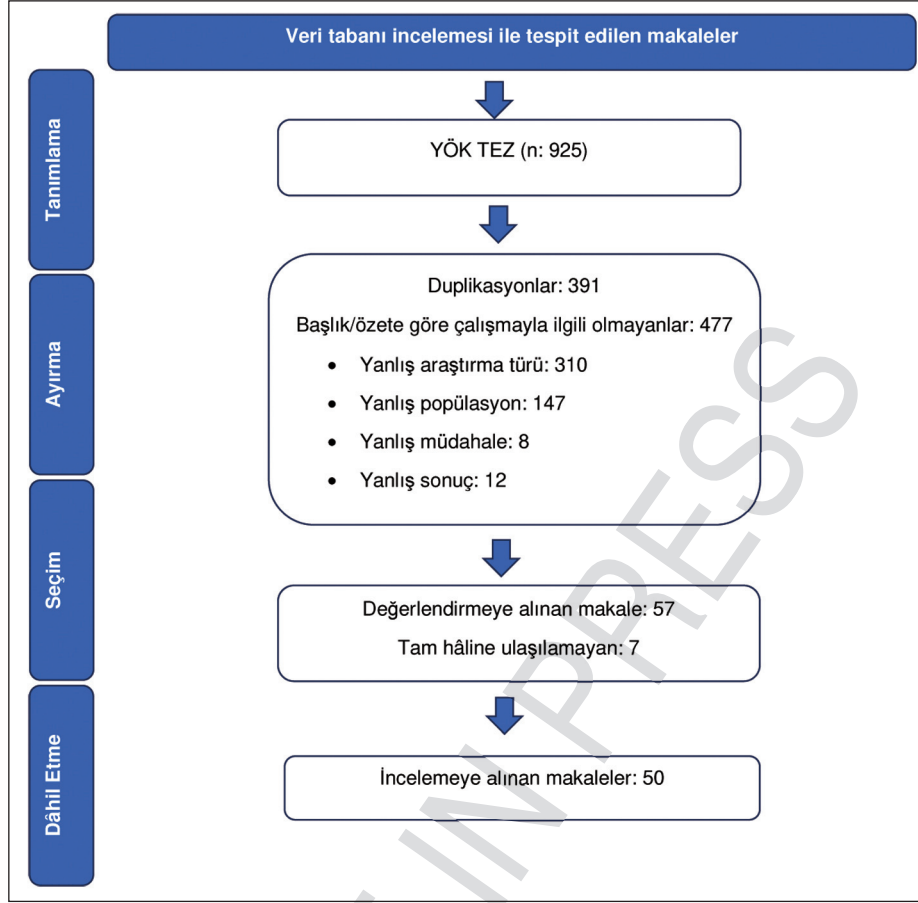 Veri tabanı incelemesi ile tespit edilen makaleler
Tanımlama
YÖK TEZ (n: 925)
Ayırma
Duplikasyonlar: 391
Başlık/özete göre çalışmayla ilgili olmayanlar: 477
• Yanlış araştırma türü: 310
• Yanlış popülasyon: 147
• Yanlış müdahale: 8
• Yanlış sonuç: 12
Seçim
Değerlendirmeye alınan makale: 57
Tam hâline ulaşılamayan: 7
Dâhil Etme
İncelemeye alınan makaleler: 50
IN PRESS